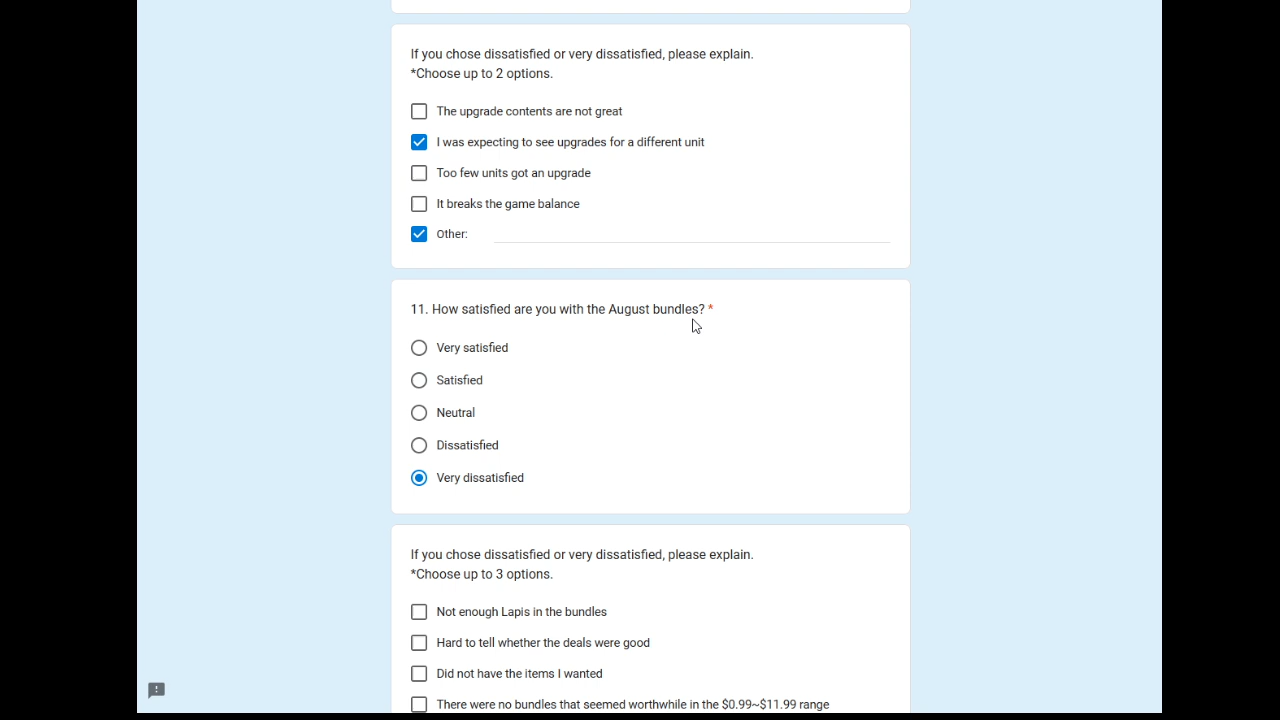 If you chose dissatisfied or very dissatisfied, please explain.
*Choose up to 2 options.
The upgrade contents are not great
I was expecting to see upgrades for a different unit
Too few units got an upgrade
It breaks the game balance
Other:
11. How satisfied are you with the August bundles? *
Very satisfied
Satisfied
Neutral
Dissatisfied
Very dissatisfied
If you chose dissatisfied or very dissatisfied, please explain.
*Choose up to 3 options.
Not enough Lapis in the bundles
Hard to tell whether the deals were good
Did not have the items I wanted
There were no bundles that seemed worthwhile in the $0.99~$11.99 range